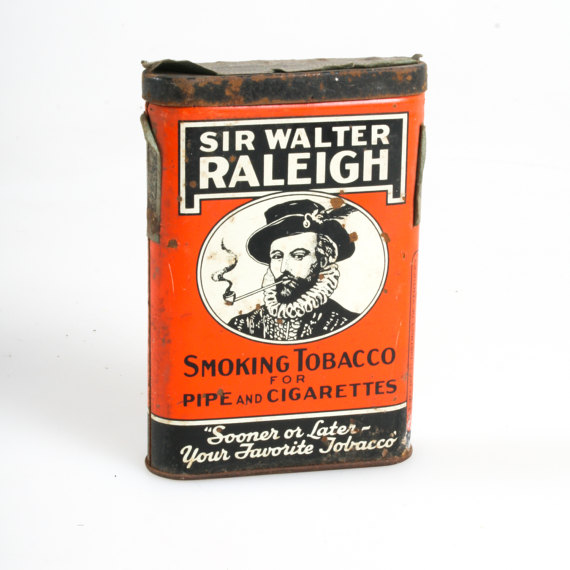 SIR WALTER
RALEIGH
SMOKING TOBACCO
FOR
PIPE AND CIGARETTES
"Sooner or Later-
Your Favorite Tobacco"